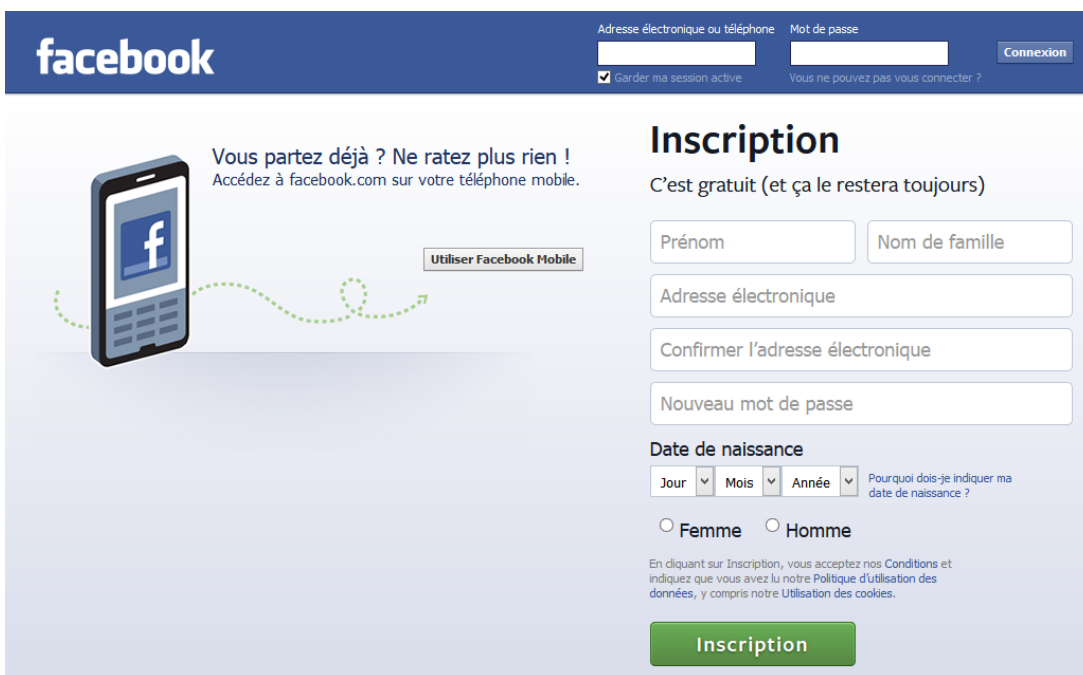 facebook
Adresse électronique ou téléphone
Mot de passe
Connexion
Garder ma session active
Vous ne pouvez pas vous connecter ?
Vous partez déjà ? Ne ratez plus rien !
Accédez à facebook.com sur votre téléphone mobile.
f
Utiliser Facebook Mobile
Inscription
C'est gratuit (et ça le restera toujours)
Prénom
Nom de famille
Adresse électronique
Confirmer l'adresse électronique
Nouveau mot de passe
Date de naissance
Jour
Mois
Année
Pourquoi dois-je indiquer ma
date de naissance ?
Femme
Homme
En cliquant sur Inscription, vous acceptez nos Conditions et
indiquez que vous avez lu notre Politique d'utilisation des
données, y compris notre Utilisation des cookies.
Inscription